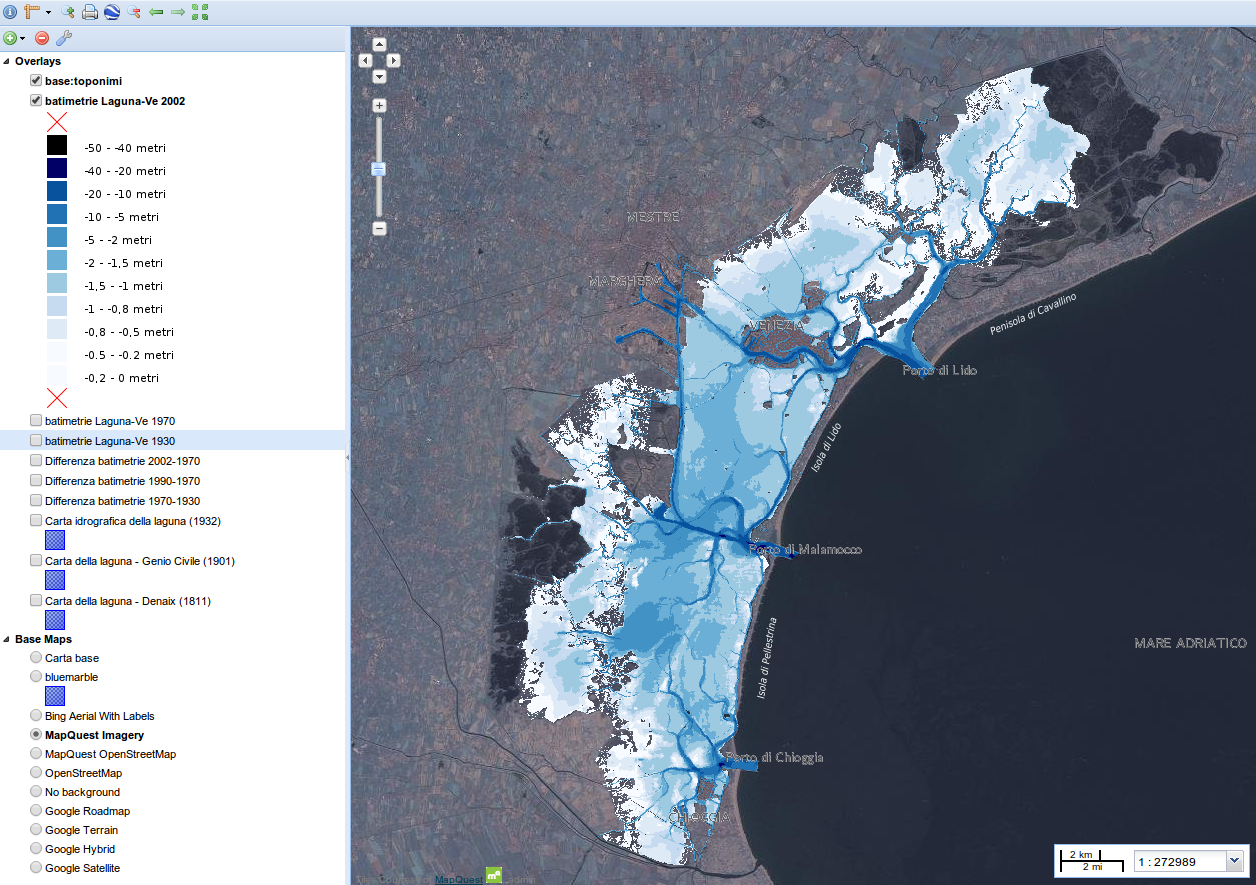 Overlays
base:toponimi
batimetrie Laguna-Ve 2002
-50 - -40 metri
-40 - -20 metri
-20 - -10 metri
-10 - -5 metri
-5 - -2 metri
-2 - -1,5 metri
-1,5 - -1 metri
-1 - -0,8 metri
-0,8 - -0,5 metri
-0.5 - -0.2 metri
-0,2 - 0 metri
batimetrie Laguna-Ve 1970
batimetrie Laguna-Ve 1930
Differenza batimetrie 2002-1970
Differenza batimetrie 1990-1970
Differenza batimetrie 1970-1930
Carta idrografica della laguna (1932)
Carta della laguna - Genio Civile (1901)
Carta della laguna - Denaix (1811)
Base Maps
Carta base
bluemarble
Bing Aerial With Labels
MapQuest Imagery
MapQuest OpenStreetMap
OpenStreetMap
No background
Google Roadmap
Google Terrain
Google Hybrid
Google Satellite
MESTRE
MARGHERA
VENEZIA
Penisola di Cavallino
Porto di Lido
Isola di Lido
Porto di Malamocco
Isola di Pellestrina
MARE ADRIATICO
Porto di Chioggia
CHIOGGIA
MapQuest
2 km
2 mi
1 : 272989